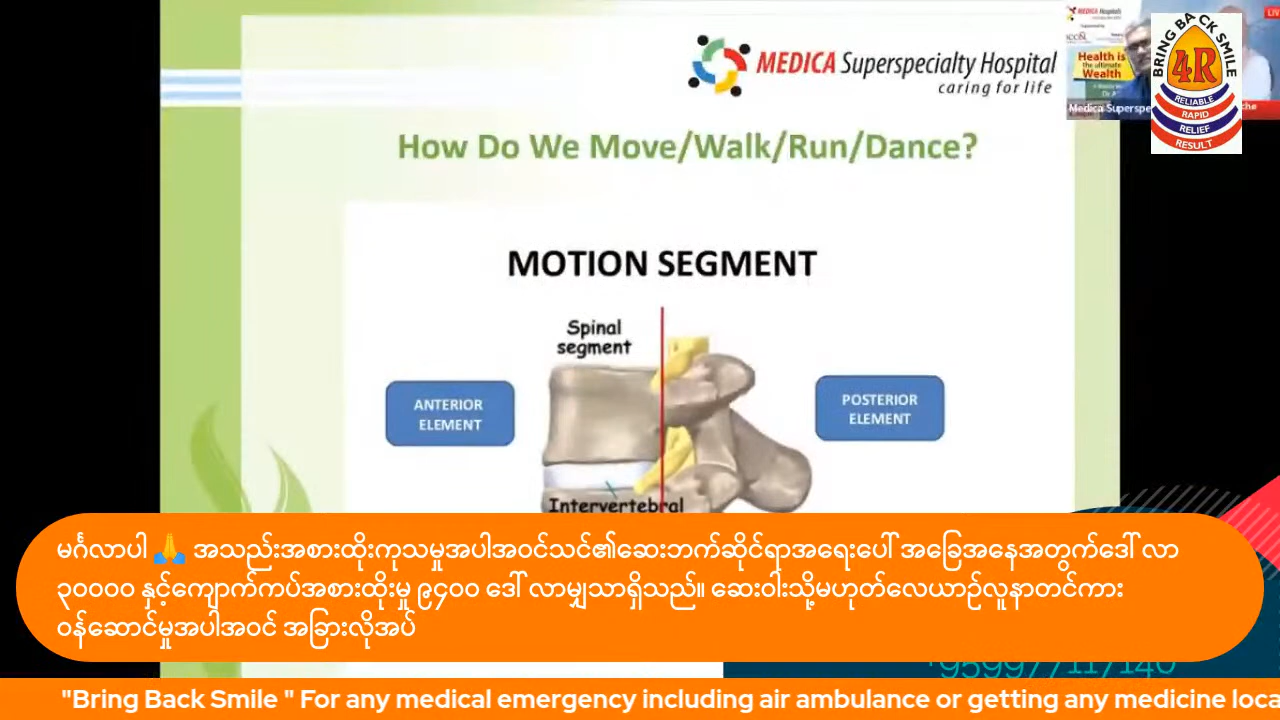 MEDICA Superspecialty Hospital
caring for life
How Do We Move/Walk/Run/Dance?
MOTION SEGMENT
Spinal
segment
ANTERIOR
ELEMENT
POSTERIOR
ELEMENT
Intervertebral
MEDICA Hospitals
Health is
the ultimate
Wealth
Medica Superspe
che
LIV
BRING BACK SMILE
4R
RELIABLE
RAPID
RELIEF
RESULT
မင်္ဂလာပါ 🙏 အသည်းအစားထိုးကုသမှုအပါအဝင်သင်၏ဆေးဘက်ဆိုင်ရာအရေးပေါ် အခြေအနေအတွက်ဒေါ် လာ
၃၀၀၀၀ နှင့်ကျောက်ကပ်အစားထိုးမှု ၉၄၀၀ ဒေါ် လာမျှသာရှိသည်။ ဆေးဝါးသို့မဟုတ်လေယာဉ်လူနာတင်ကား
ဝန်ဆောင်မှုအပါအဝင် အခြားလိုအပ်
+959977117140
"Bring Back Smile " For any medical emergency including air ambulance or getting any medicine loca